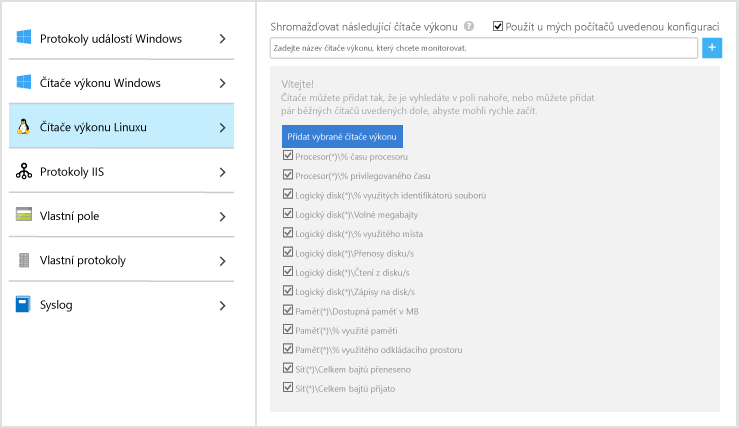 Protokoly událostí Windows
Čítače výkonu Windows
Čítače výkonu Linuxu
Protokoly IIS
Vlastní pole
Vlastní protokoly
Syslog
Shromažďovat následující čítače výkonu ? Použít u mých počítačů uvedenou konfiguraci
Zadejte název čítače výkonu, který chcete monitorovat. +
Vítejte!
Čítače můžete přidat tak, že je vyhledáte v poli nahoře, nebo můžete přidat
pár běžných čítačů uvedených dole, abyste mohli rychle začít.
Přidat vybrané čítače výkonu
Procesor(*)\% času procesoru
Procesor(*)\% privilegovaného času
Logický disk(*)\% využitých identifikátorů souborů
Logický disk(*)\Volné megabajty
Logický disk(*)\% využitého místa
Logický disk(*)\Přenosy disku/s
Logický disk(*)\Čtení z disku/s
Logický disk(*)\Zápisy na disk/s
Paměť(*)\Dostupná paměť v MB
Paměť(*)\% využité paměti
Paměť(*)\% využitého odkládacího prostoru
Síť(*)\Celkem bajtů přeneseno
Síť(*)\Celkem bajtů přijato